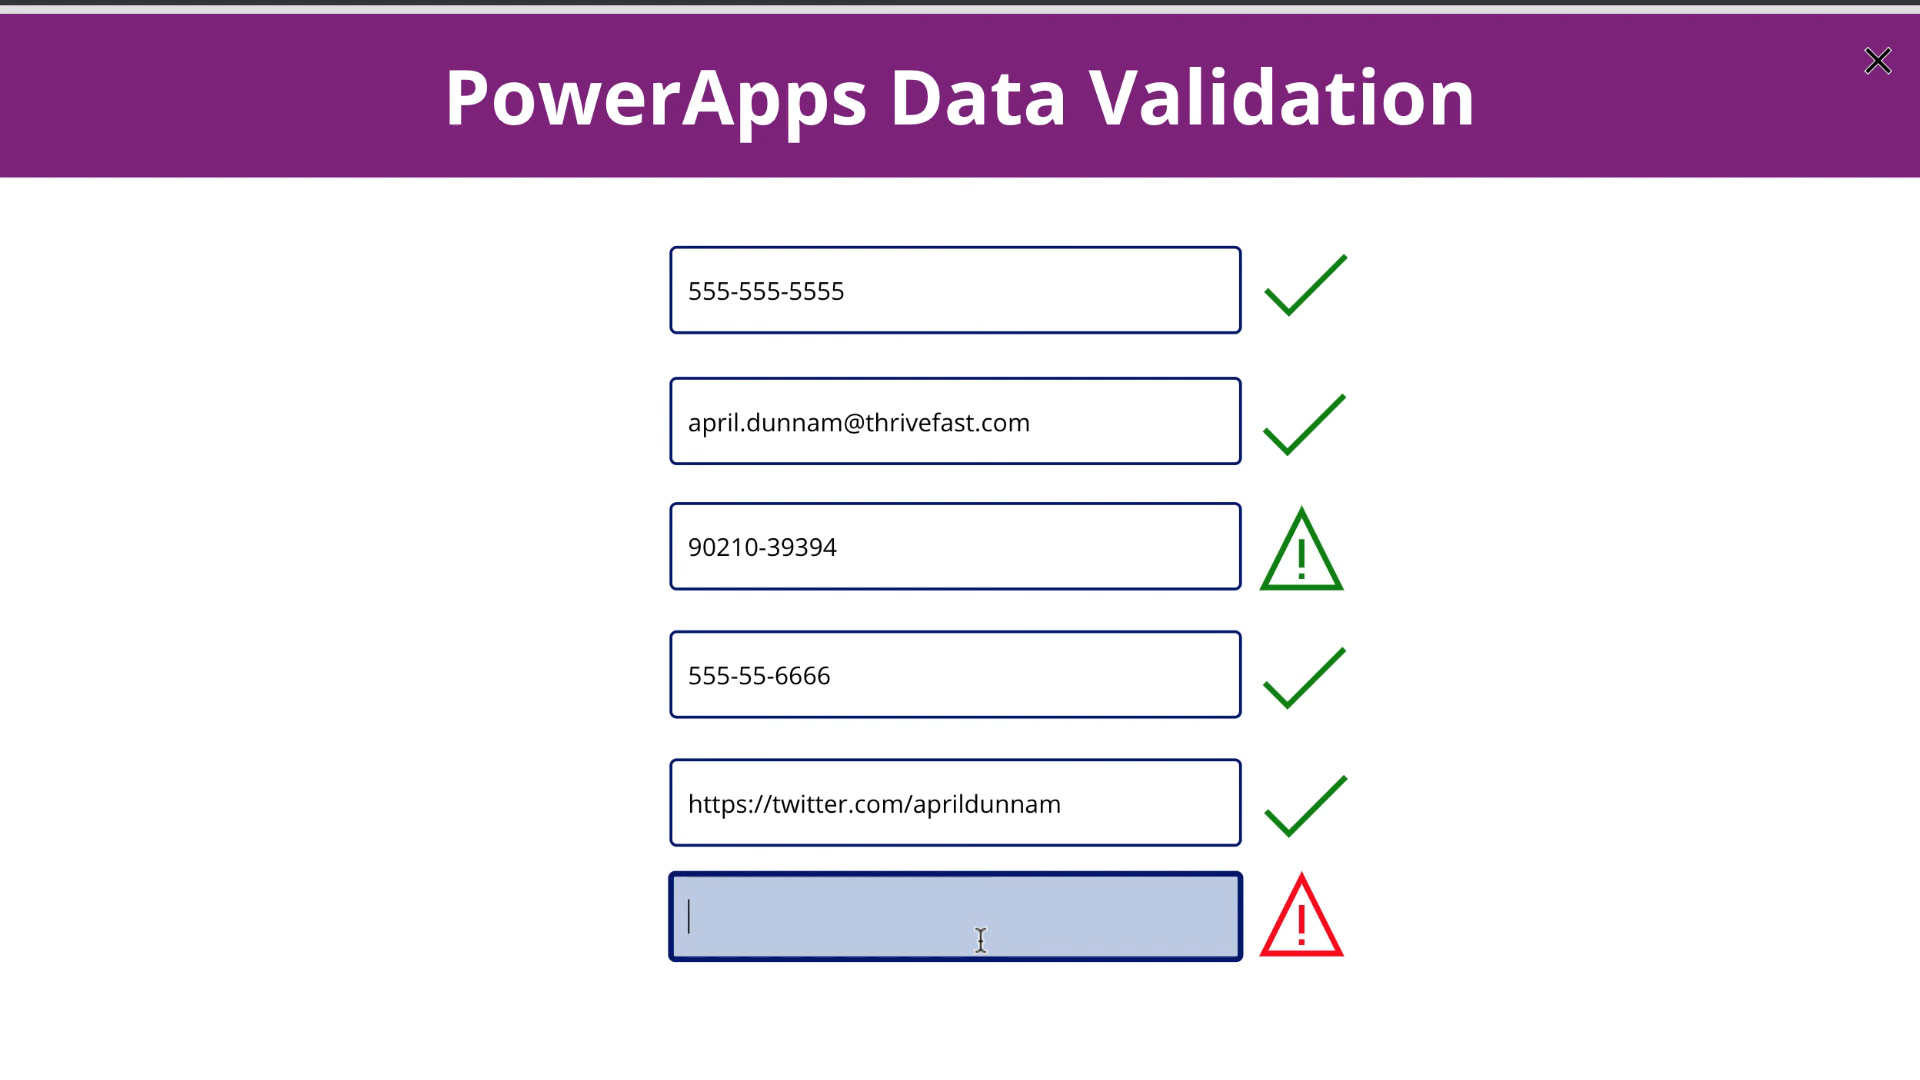 PowerApps Data Validation
555-555-5555
april.dunnam@thrivefast.com
90210-39394
555-55-6666
https://twitter.com/aprildunnam